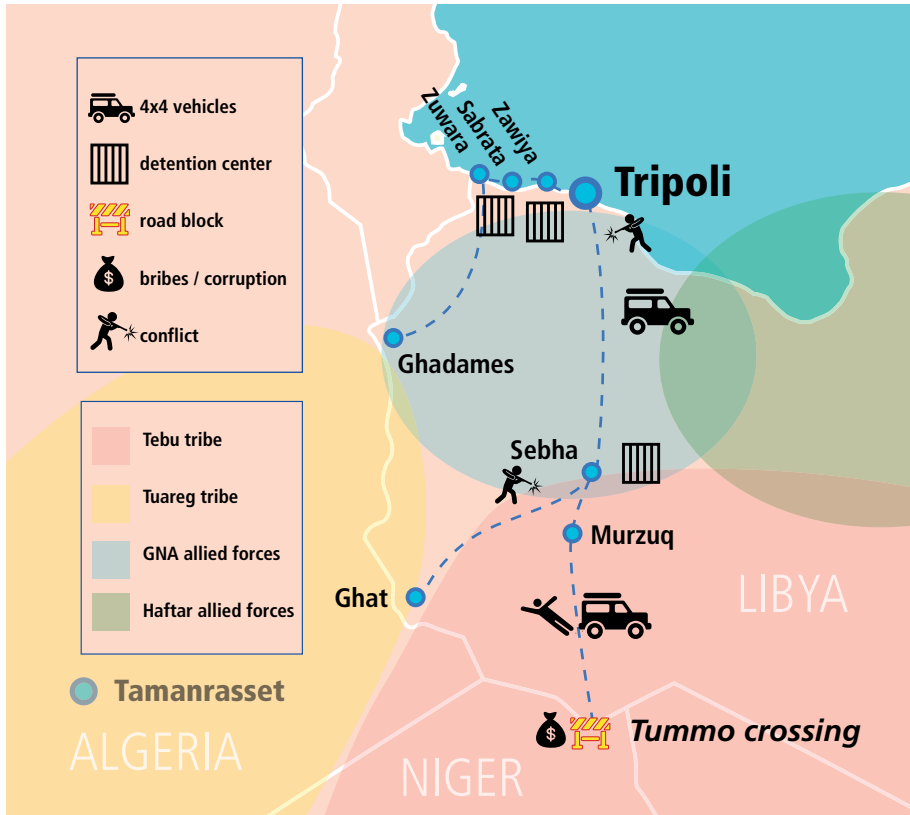 4x4 vehicles
detention center
road block
$
bribes / corruption
conflict
Tebu tribe
Tuareg tribe
GNA allied forces
Haftar allied forces
Zuwara
Sabrata
Zawiya
Tripoli
Ghadames
Sebha
Murzuq
Ghat
LIBYA
Tamanrasset
$
Tummo crossing
ALGERIA
NIGER